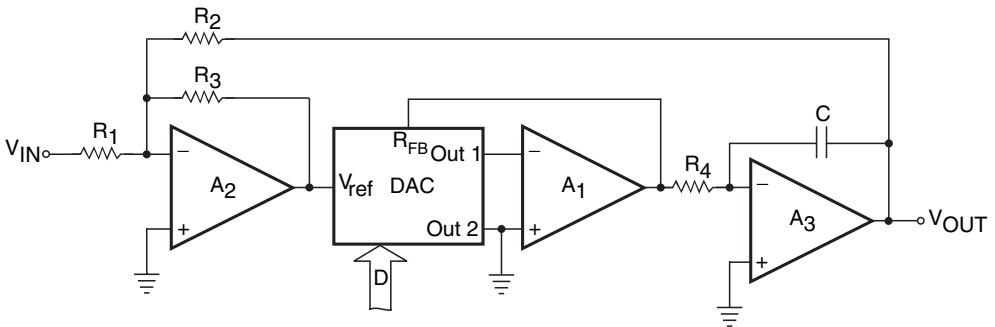 R2
R3
R1
VIN
−
+
A2
Vref
RFB
DAC
Out 1
Out 2
D
−
+
A1
R4
C
−
+
A3
VOUT